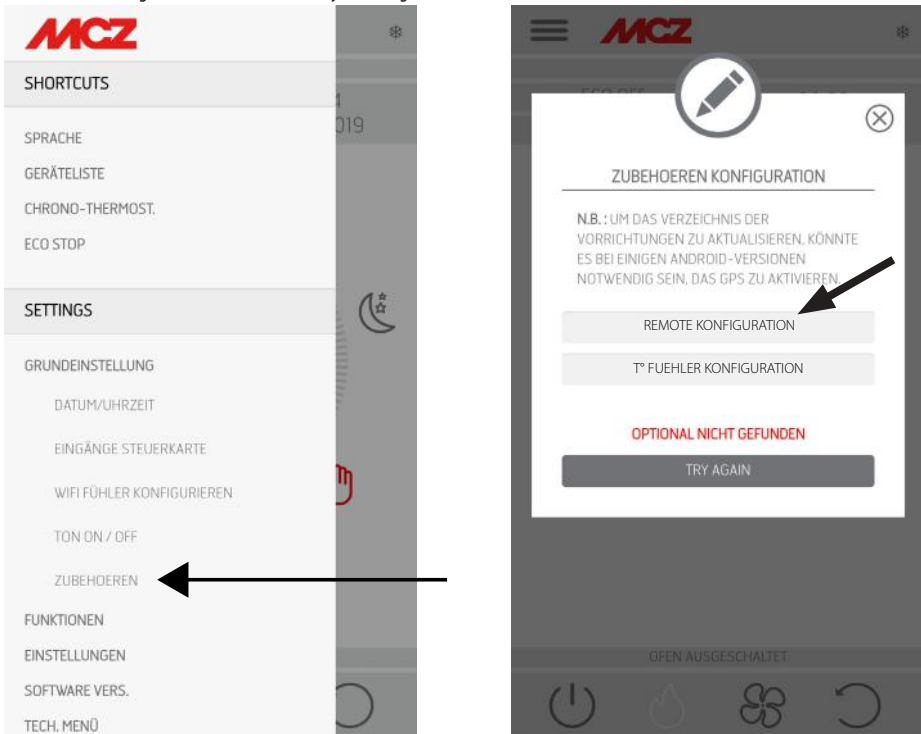 MCZ
SHORTCUTS
SPRACHE
GERÄTELISTE
CHRONO-THERMOST.
ECO STOP
SETTINGS
GRUNDEINSTELLUNG
DATUM/UHRZEIT
EINGÄNGE STEUERKARTE
WIFI FÜHLER KONFIGURIEREN
TON ON / OFF
ZUBEHOEREN
FUNKTIONEN
EINSTELLUNGEN
SOFTWARE VERS.
TECH. MENÜ
019
MCZ
ZUBEHOEREN KONFIGURATION
N.B. : UM DAS VERZEICHNIS DER
VORRICHTUNGEN ZU AKTUALISIEREN, KÖNNTE
ES BEI EINIGEN ANDROID-VERSIONEN
NOTWENDIG SEIN, DAS GPS ZU AKTIVIEREN.
REMOTE KONFIGURATION
T° FUEHLER KONFIGURATION
OPTIONAL NICHT GEFUNDEN
TRY AGAIN
OFEN AUSGESCHALTET